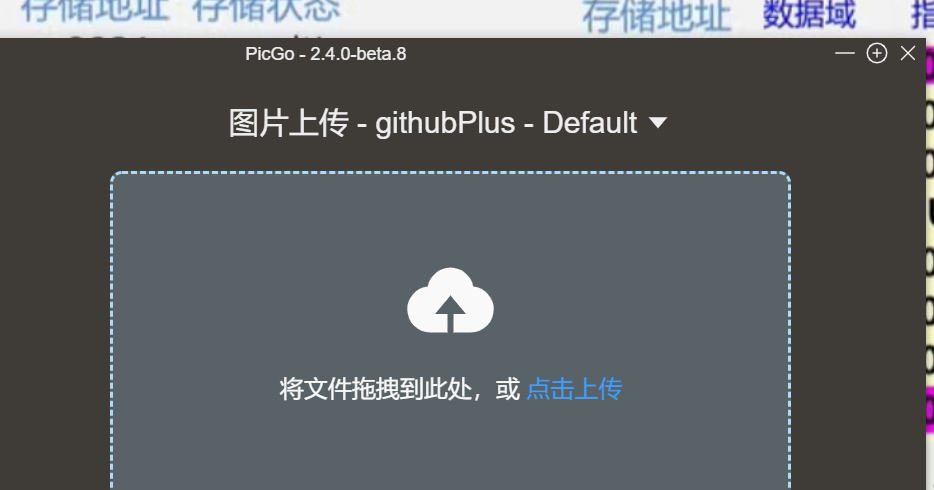 存储地址 存储状态 存储地址 数据域
PicGo - 2.4.0-beta.8
图片上传 - githubPlus - Default
将文件拖拽到此处，或 点击上传